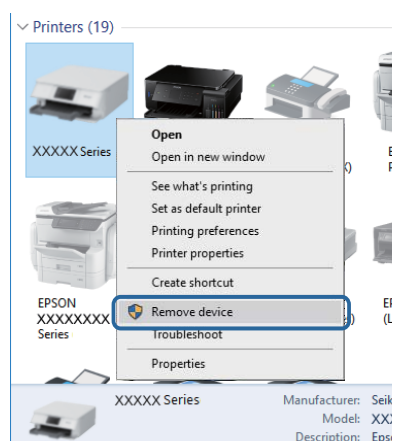 Printers (19)
XXXXX Series
Open
Open in new window
See what's printing
Set as default printer
Printing preferences
Printer properties
Create shortcut
Remove device
Troubleshoot
Properties
EPSON
XXXXXXXX
Series
XXXXX Series
Manufacturer:
Model:
Description: